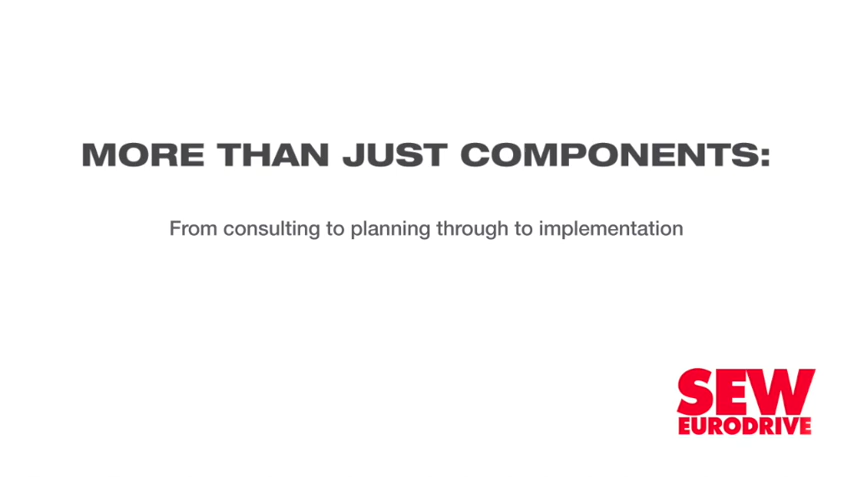 MORE THAN JUST COMPONENTS:
From consulting to planning through to implementation
SEW
EURODRIVE